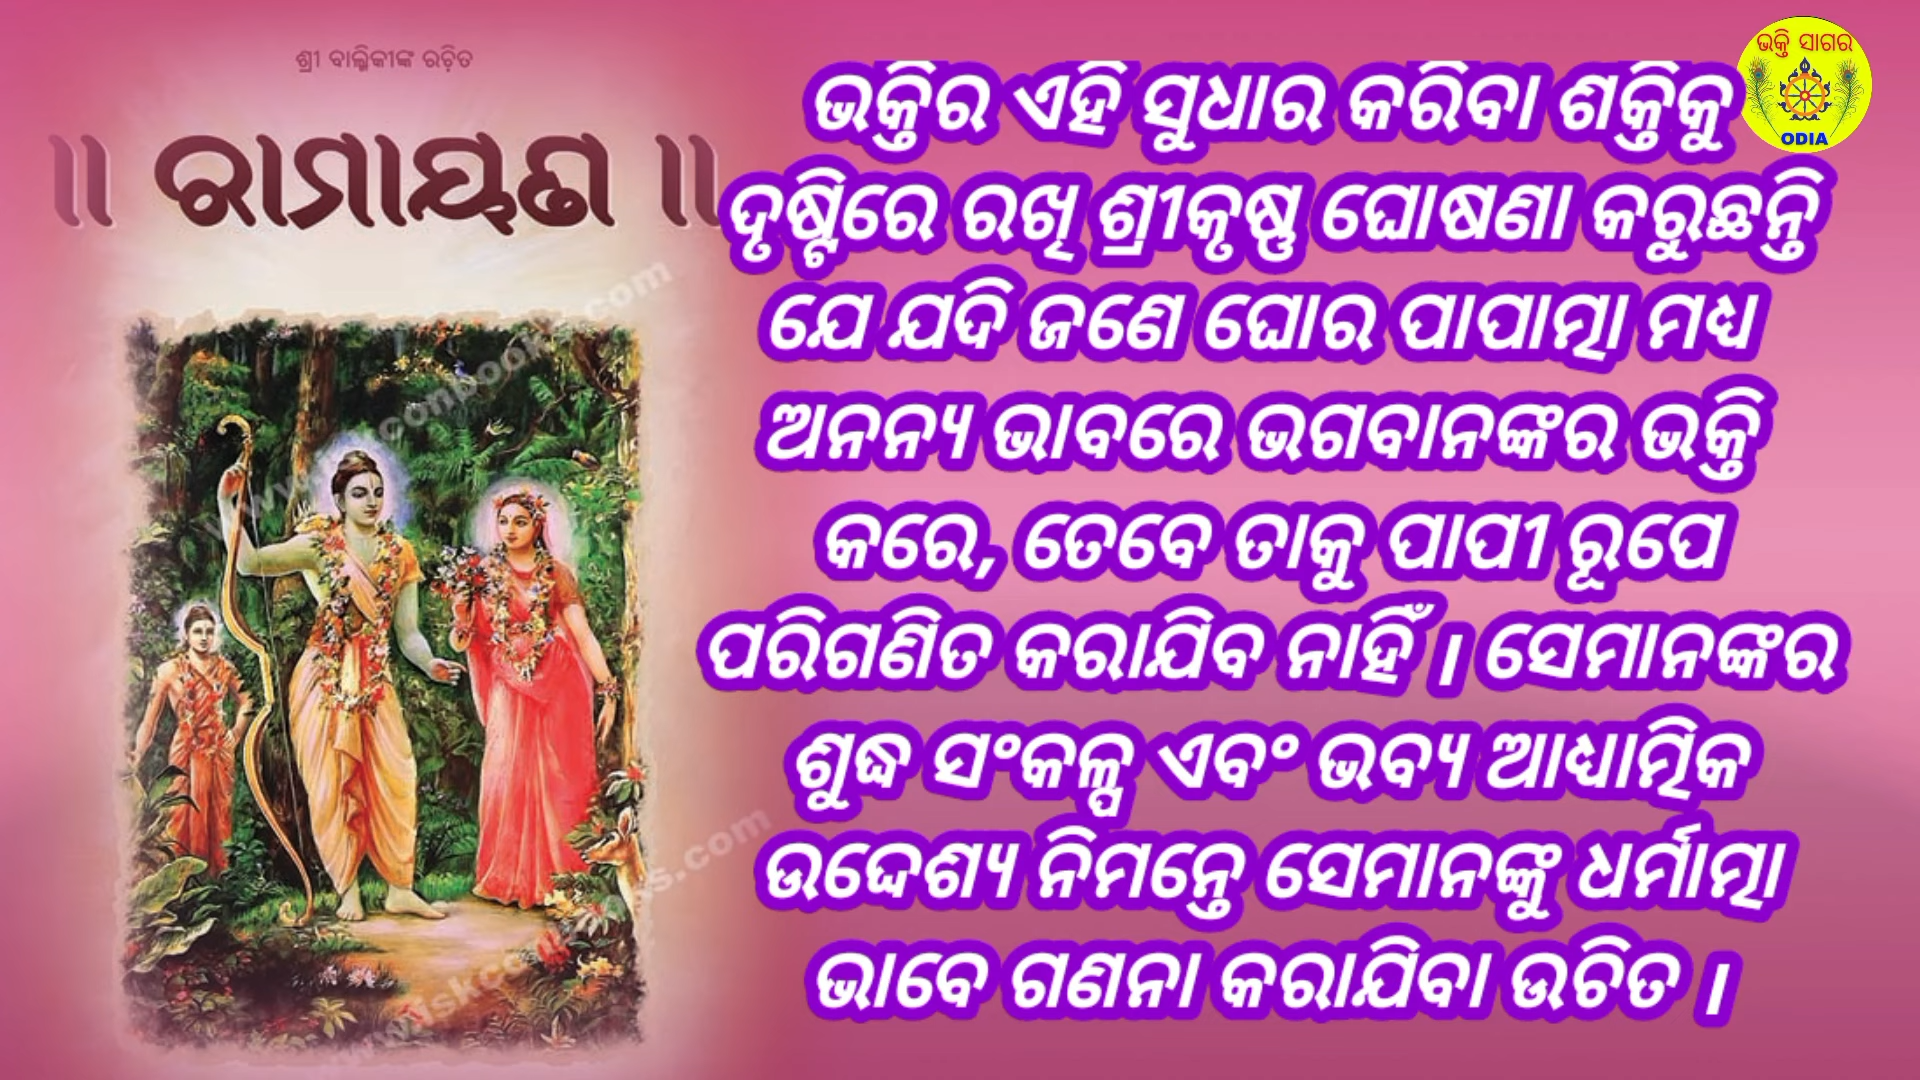 ଶ୍ରୀ ବାଲ୍ମିକୀଙ୍କ ରଚିତ
॥ ରାମାୟଣ ॥
ଭକ୍ତିର ଏହି ସୁଧାର କରିବା ଶକ୍ତିକୁ
ଦୃଷ୍ଟିରେ ରଖି ଶ୍ରୀକୃଷ୍ଣ ଘୋଷଣା କରୁଛନ୍ତି
ଯେ ଯଦି ଜଣେ ଘୋର ପାପାତ୍ମା ମଧ୍ୟ
ଅନନ୍ୟ ଭାବରେ ଭଗବାନଙ୍କର ଭକ୍ତି
କରେ, ତେବେ ତାକୁ ପାପୀ ରୂପେ
ପରିଗଣିତ କରାଯିବ ନାହିଁ । ସେମାନଙ୍କର
ଶୁଦ୍ଧ ସଂକଳ୍ପ ଏବଂ ଭବ୍ୟ ଆଧ୍ୟାତ୍ମିକ
ଉଦ୍ଦେଶ୍ୟ ନିମନ୍ତେ ସେମାନଙ୍କୁ ଧର୍ମାତ୍ମା
ଭାବେ ଗଣନା କରାଯିବା ଉଚିତ ।
ଭକ୍ତି ସାଗର
ODIA